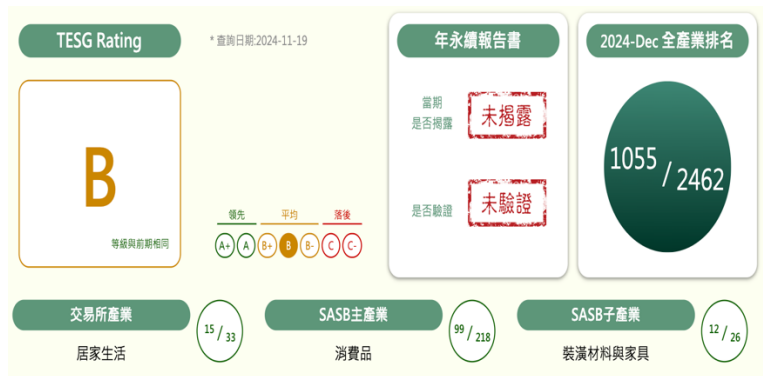 TESG Rating
* 查詢日期:2024-11-19
B
等級與前期相同
領先 平均 落後
A+ A B+ B B- C C-
年永續報告書
當期
是否揭露
未揭露
是否驗證
未驗證
2024-Dec 全產業排名
1055 / 2462
交易所產業
居家生活
15 / 33
SASB主產業
消費品
99 / 218
SASB子產業
裝潢材料與家具
12 / 26